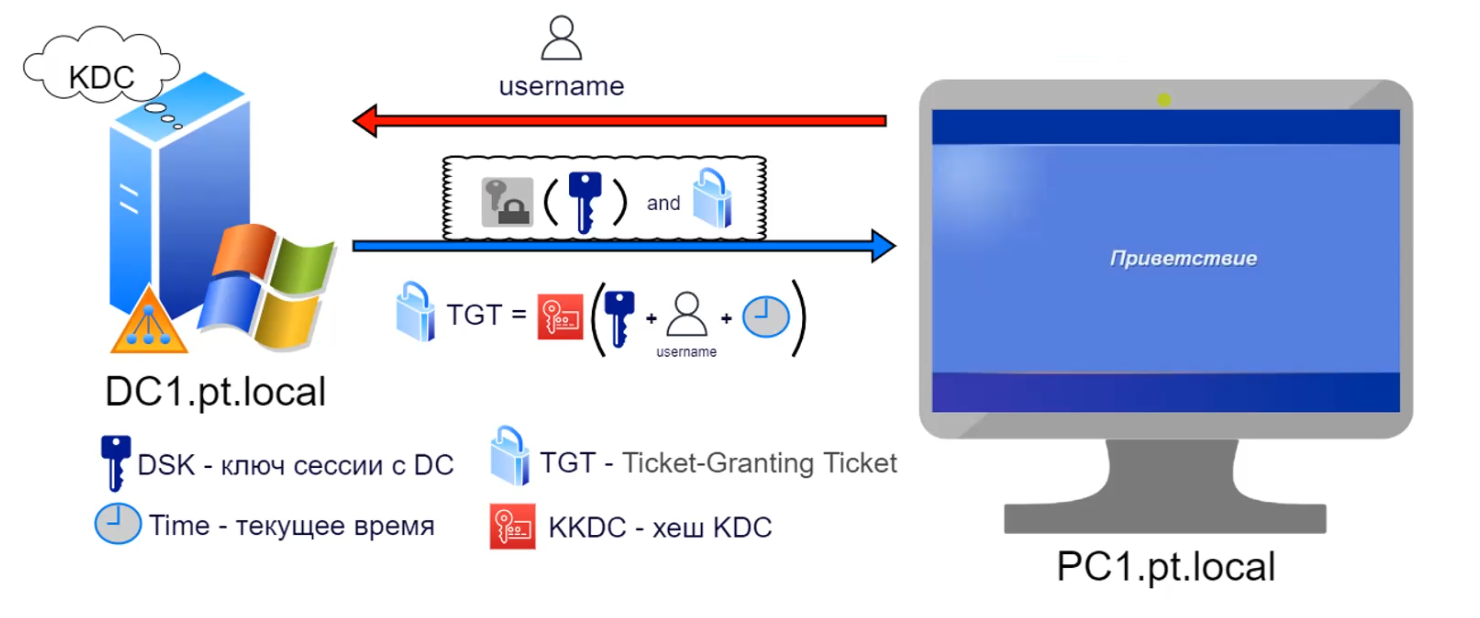 KDC
username
( ) and
TGT = ( + + )
username
Приветствие
DC1.pt.local
DSK - ключ сессии с DC
TGT - Ticket-Granting Ticket
Time - текущее время
KKDC - хеш KDC
PC1.pt.local